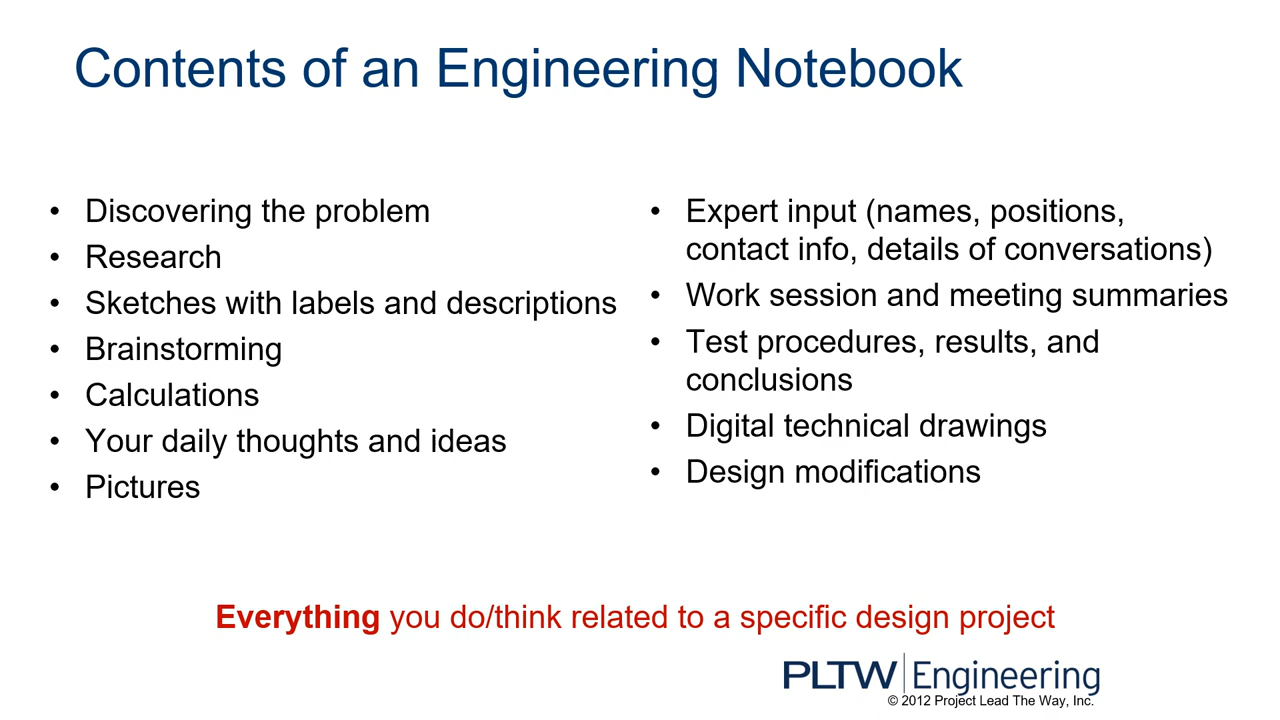 Contents of an Engineering Notebook
• Discovering the problem
• Research
• Sketches with labels and descriptions
• Brainstorming
• Calculations
• Your daily thoughts and ideas
• Pictures
• Expert input (names, positions,
contact info, details of conversations)
• Work session and meeting summaries
• Test procedures, results, and
conclusions
• Digital technical drawings
• Design modifications
Everything you do/think related to a specific design project
PLTW Engineering
© 2012 Project Lead The Way, Inc.